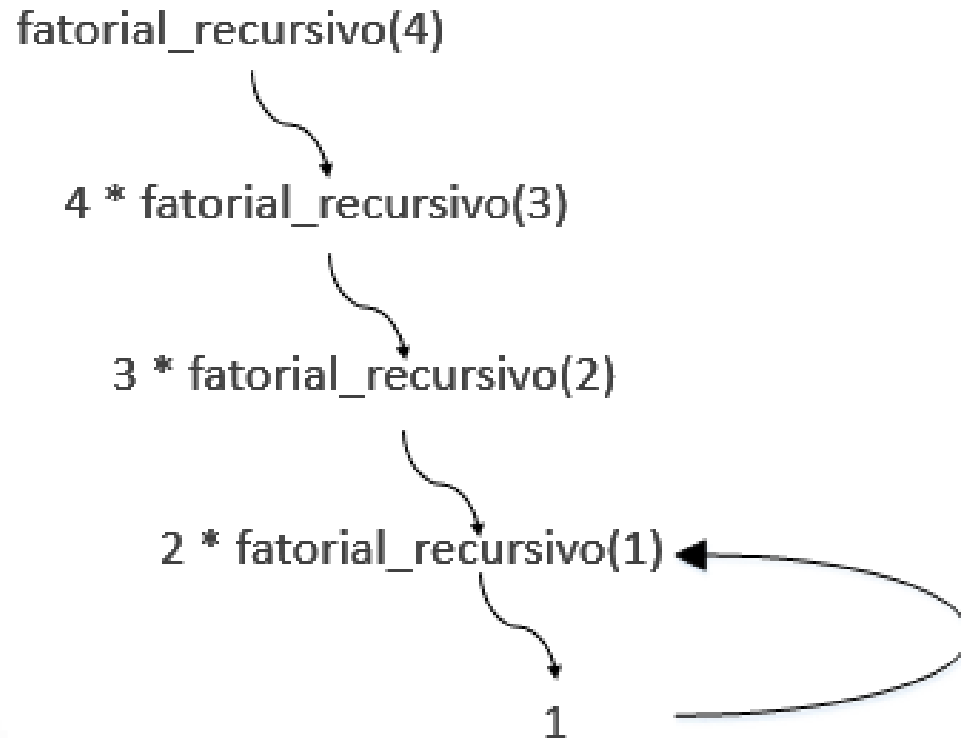 fatorial_recursivo(4)
4 * fatorial_recursivo(3)
3 * fatorial_recursivo(2)
2 * fatorial_recursivo(1)
1